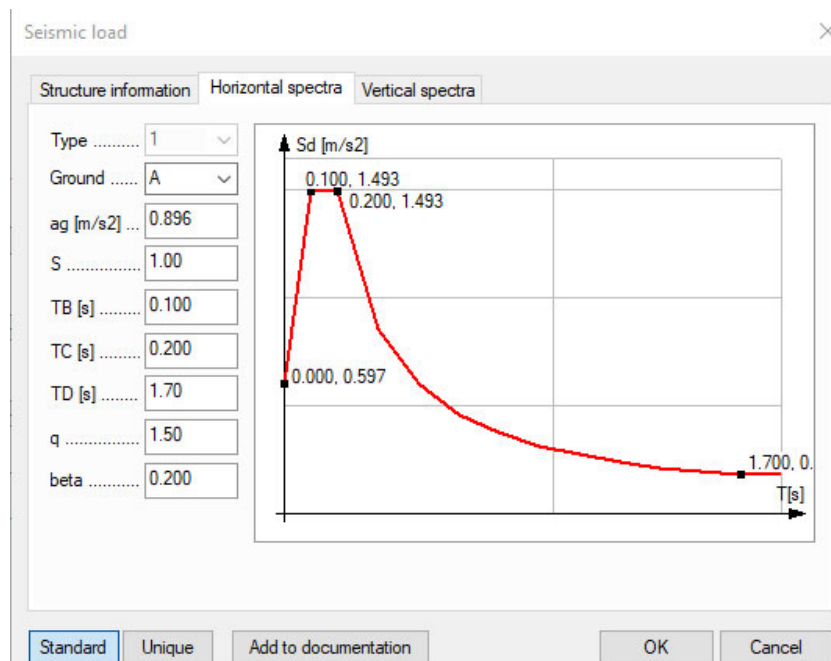 Seismic load
Structure information Horizontal spectra Vertical spectra
Type .......... 1
Ground ...... A
ag [m/s2] ... 0.896
S ................ 1.00
TB [s] ......... 0.100
TC [s] ......... 0.200
TD [s] ........ 1.70
q ................ 1.50
beta ........... 0.200
Sd [m/s2]
0.100, 1.493
0.200, 1.493
0.000, 0.597
1.700, 0.
T[s]
Standard Unique Add to documentation OK Cancel